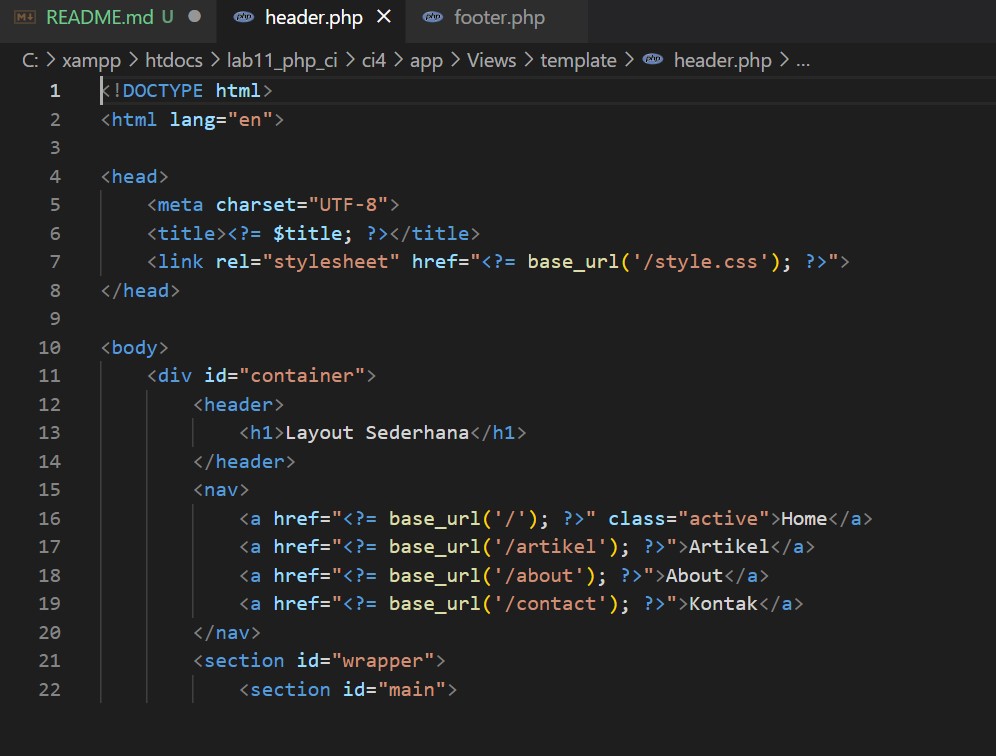 README.md U
header.php
footer.php
C: > xampp > htdocs > lab11_php_ci > ci4 > app > Views > template > header.php > ...
1 <!DOCTYPE html>
2 <html lang="en">
3
4 <head>
5     <meta charset="UTF-8">
6     <title><?= $title; ?></title>
7     <link rel="stylesheet" href="<?= base_url('/style.css'); ?>">
8 </head>
9
10 <body>
11     <div id="container">
12         <header>
13             <h1>Layout Sederhana</h1>
14         </header>
15         <nav>
16             <a href="<?= base_url('/'); ?>" class="active">Home</a>
17             <a href="<?= base_url('/artikel'); ?>">Artikel</a>
18             <a href="<?= base_url('/about'); ?>">About</a>
19             <a href="<?= base_url('/contact'); ?>">Kontak</a>
20         </nav>
21         <section id="wrapper">
22             <section id="main">